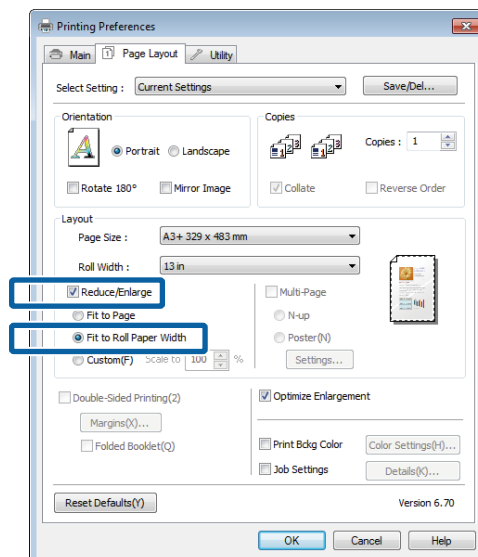 Printing Preferences
Main Page Layout Utility
Select Setting : Current Settings Save/Del...
Orientation
Portrait Landscape
Rotate 180° Mirror Image
Copies
Copies : 1
Collate Reverse Order
Layout
Page Size : A3+ 329 x 483 mm
Roll Width : 13 in
Reduce/Enlarge
Fit to Page
Fit to Roll Paper Width
Custom(F) Scale to 100 %
Multi-Page
N-up
Poster(N)
Settings...
Double-Sided Printing(2)
Margins(X)...
Folded Booklet(Q)
Optimize Enlargement
Print Bckg Color Color Settings(H)...
Job Settings Details(K)...
Reset Defaults(Y) Version 6.70
OK Cancel Help